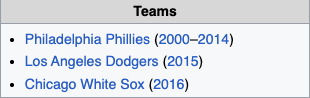 Teams
• Philadelphia Phillies (2000–2014)
• Los Angeles Dodgers (2015)
• Chicago White Sox (2016)